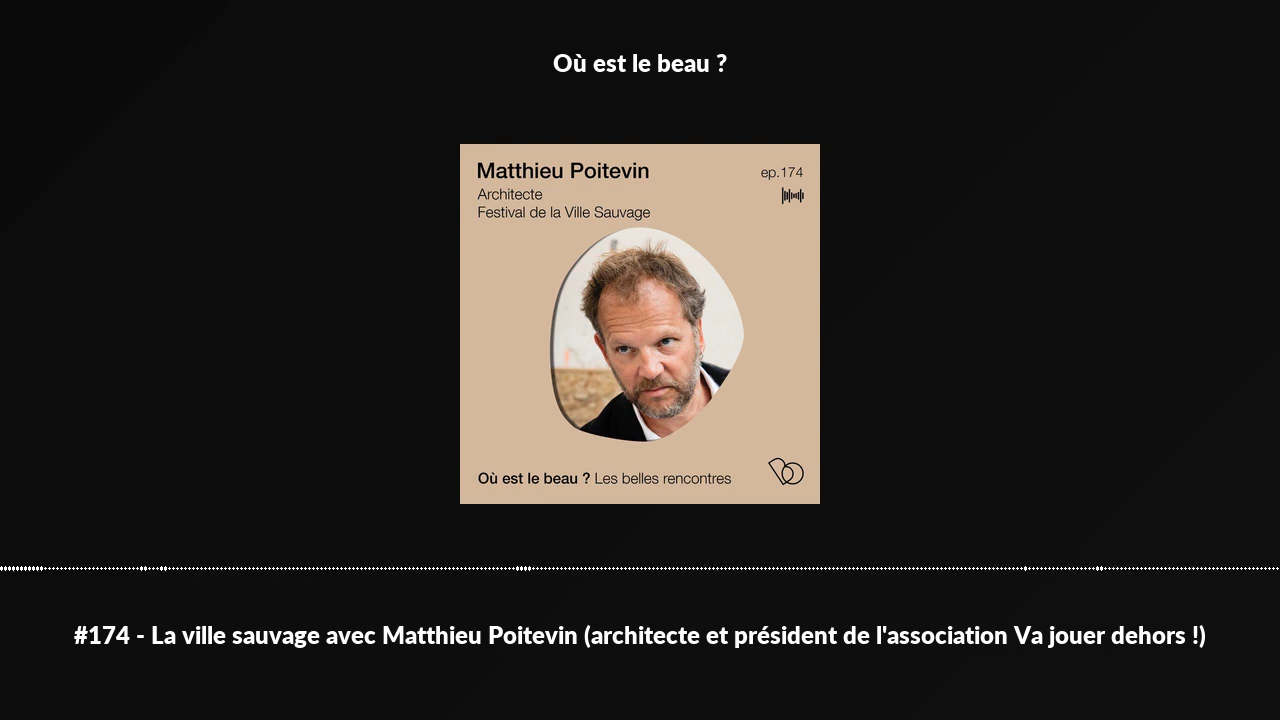 Où est le beau ?
Matthieu Poitevin
ep.174
Architecte
Festival de la Ville Sauvage
Où est le beau ? Les belles rencontres
#174 - La ville sauvage avec Matthieu Poitevin (architecte et président de l'association Va jouer dehors !)